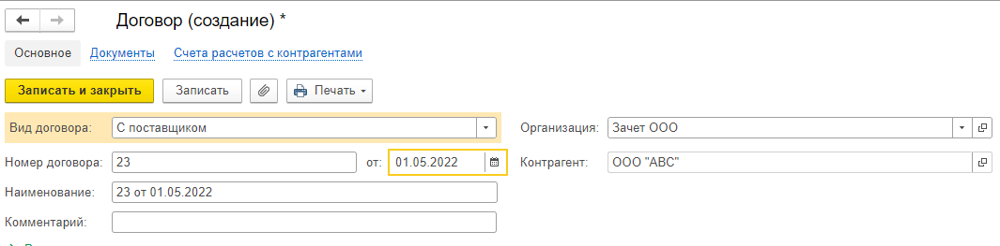 Договор (создание) *
Основное Документы Счета расчетов с контрагентами
Записать и закрыть Записать Печать
Вид договора: С поставщиком Организация: Зачет ООО
Номер договора: 23 от: 01.05.2022 Контрагент: ООО "АВС"
Наименование: 23 от 01.05.2022
Комментарий: